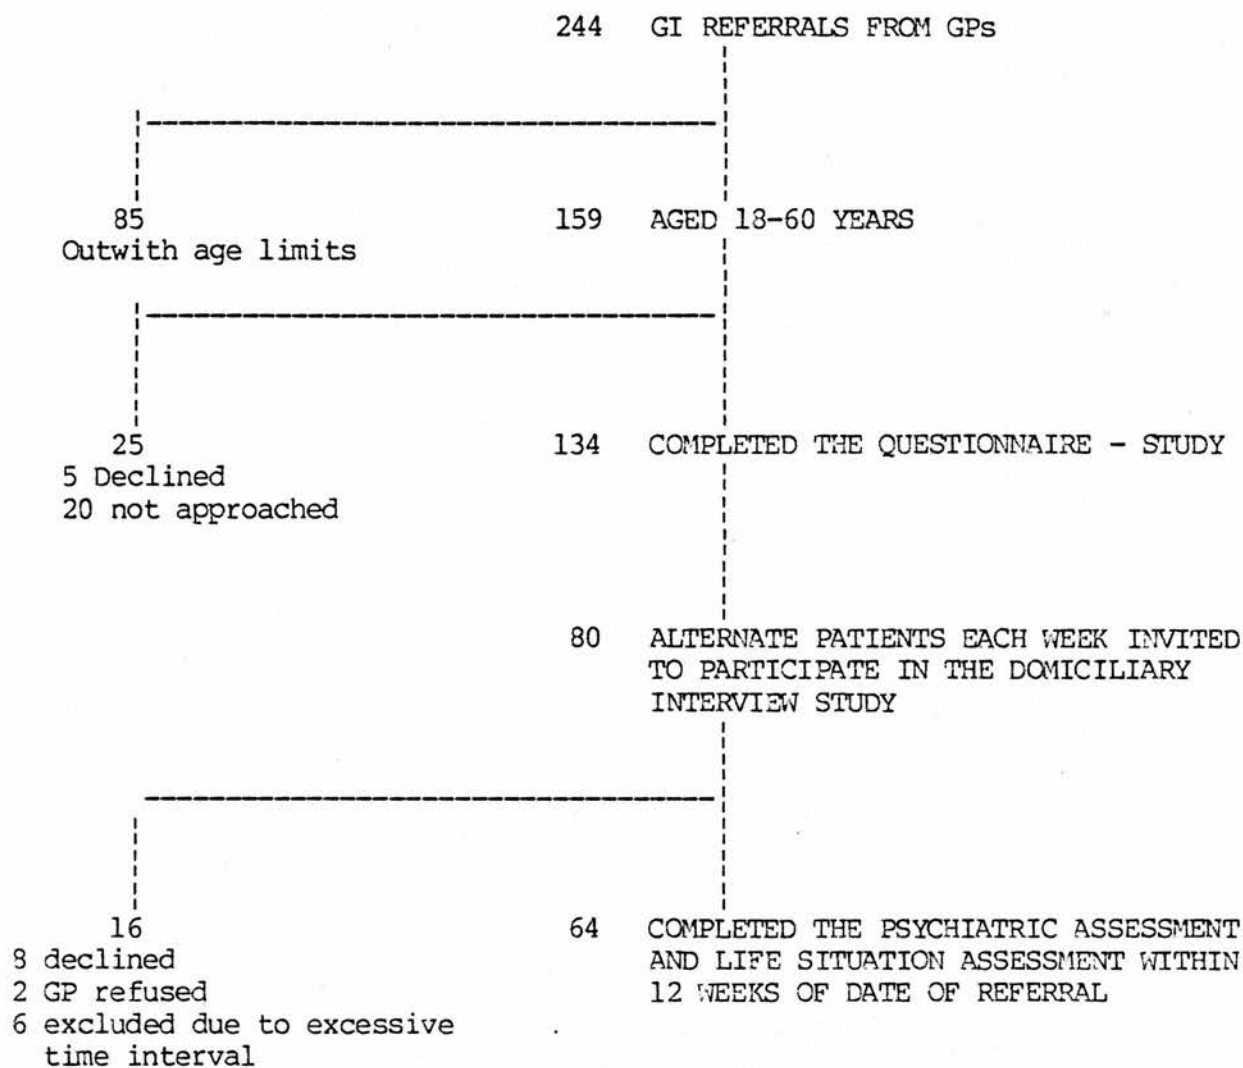 244 GI REFERRALS FROM GPs
85 159 AGED 18-60 YEARS
Outwith age limits
25 134 COMPLETED THE QUESTIONNAIRE - STUDY
5 Declined
20 not approached
80 ALTERNATE PATIENTS EACH WEEK INVITED
TO PARTICIPATE IN THE DOMICILIARY
INTERVIEW STUDY
16 64 COMPLETED THE PSYCHIATRIC ASSESSMENT
8 declined AND LIFE SITUATION ASSESSMENT WITHIN
2 GP refused 12 WEEKS OF DATE OF REFERRAL
6 excluded due to excessive
time interval